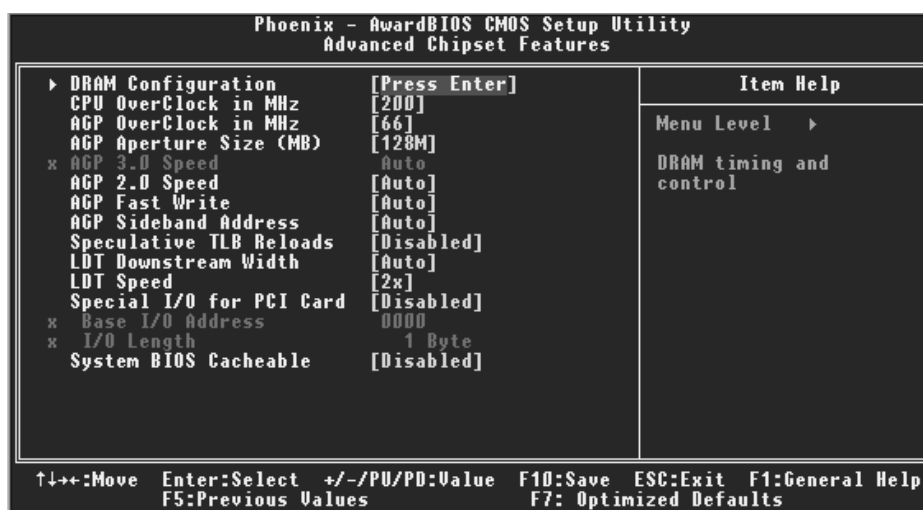 Phoenix - AwardBIOS CMOS Setup Utility
Advanced Chipset Features
▸ DRAM Configuration [Press Enter]
CPU OverClock in MHz [200]
AGP OverClock in MHz [66]
AGP Aperture Size (MB) [128M]
x AGP 3.0 Speed Auto
AGP 2.0 Speed [Auto]
AGP Fast Write [Auto]
AGP Sideband Address [Auto]
Speculative TLB Reloads [Disabled]
LDT Downstream Width [Auto]
LDT Speed [2x]
Special I/O for PCI Card [Disabled]
x Base I/O Address 0000
x I/O Length 1 Byte
System BIOS Cacheable [Disabled]
Item Help
Menu Level ▸
DRAM timing and
control
↑↓→←:Move Enter:Select +/-/PU/PD:Value F10:Save ESC:Exit F1:General Help
F5:Previous Values F7: Optimized Defaults